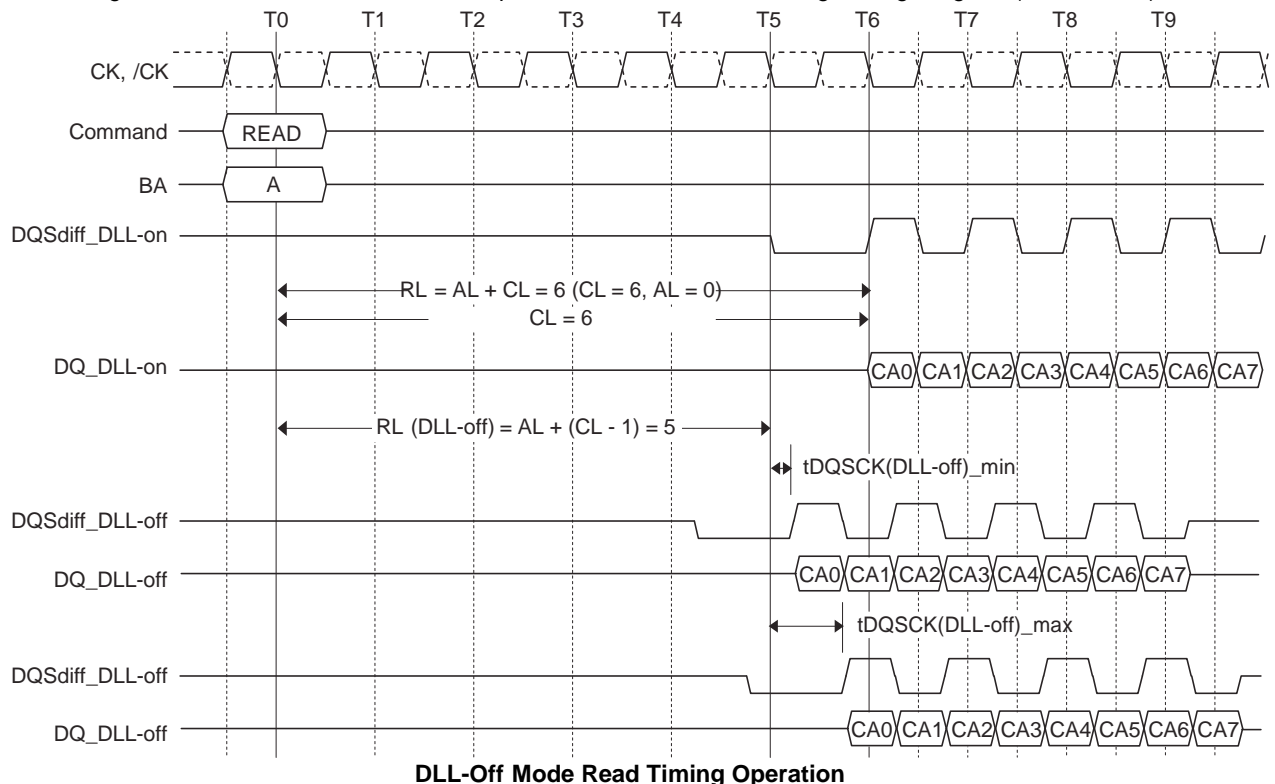 T0 T1 T2 T3 T4 T5 T6 T7 T8 T9
CK, /CK
Command READ
BA A
DQSdiff_DLL-on
RL = AL + CL = 6 (CL = 6, AL = 0)
CL = 6
DQ_DLL-on CA0 CA1 CA2 CA3 CA4 CA5 CA6 CA7
RL (DLL-off) = AL + (CL - 1) = 5
tDQSCK(DLL-off)_min
DQSdiff_DLL-off
DQ_DLL-off CA0 CA1 CA2 CA3 CA4 CA5 CA6 CA7
tDQSCK(DLL-off)_max
DQSdiff_DLL-off
DQ_DLL-off CA0 CA1 CA2 CA3 CA4 CA5 CA6 CA7
DLL-Off Mode Read Timing Operation